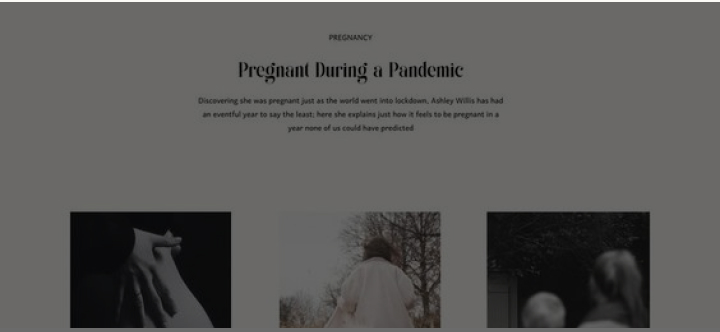 PREGNANCY
Pregnant During a Pandemic
Discovering she was pregnant just as the world went into lockdown, Ashley Willis has had
an eventful year to say the least; here she explains just how it feels to be pregnant in a
year none of us could have predicted